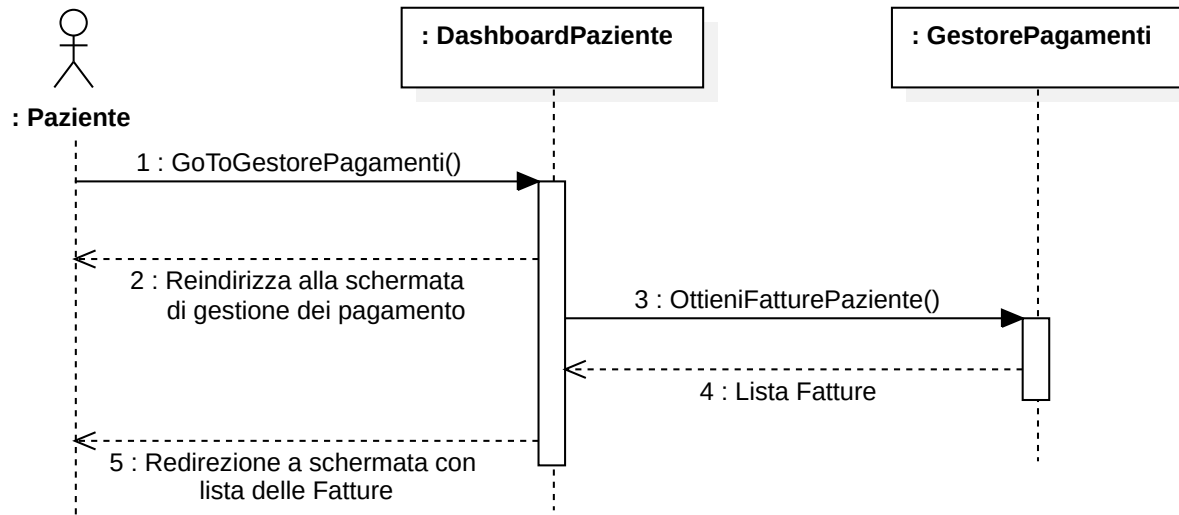 : DashboardPaziente
: GestorePagamenti
: Paziente
1 : GoToGestorePagamenti()
2 : Reindirizza alla schermata
di gestione dei pagamento
3 : OttieniFatturePaziente()
4 : Lista Fatture
5 : Redirezione a schermata con
lista delle Fatture